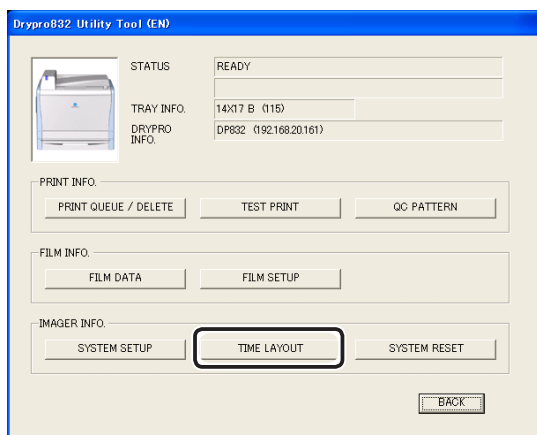 Drypro832 Utility Tool (EN)
STATUS READY
TRAY INFO. 14X17 B (115)
DRYPRO INFO. DP832 (192.168.20.161)
PRINT INFO.
PRINT QUEUE / DELETE TEST PRINT QC PATTERN
FILM INFO.
FILM DATA FILM SETUP
IMAGER INFO.
SYSTEM SETUP TIME LAYOUT SYSTEM RESET
BACK